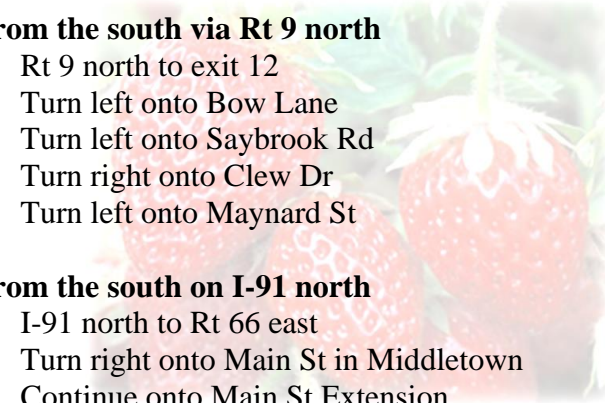 rom the south via Rt 9 north
Rt 9 north to exit 12
Turn left onto Bow Lane
Turn left onto Saybrook Rd
Turn right onto Clew Dr
Turn left onto Maynard St
rom the south on I-91 north
I-91 north to Rt 66 east
Turn right onto Main St in Middletown
Continue onto Main St Extension